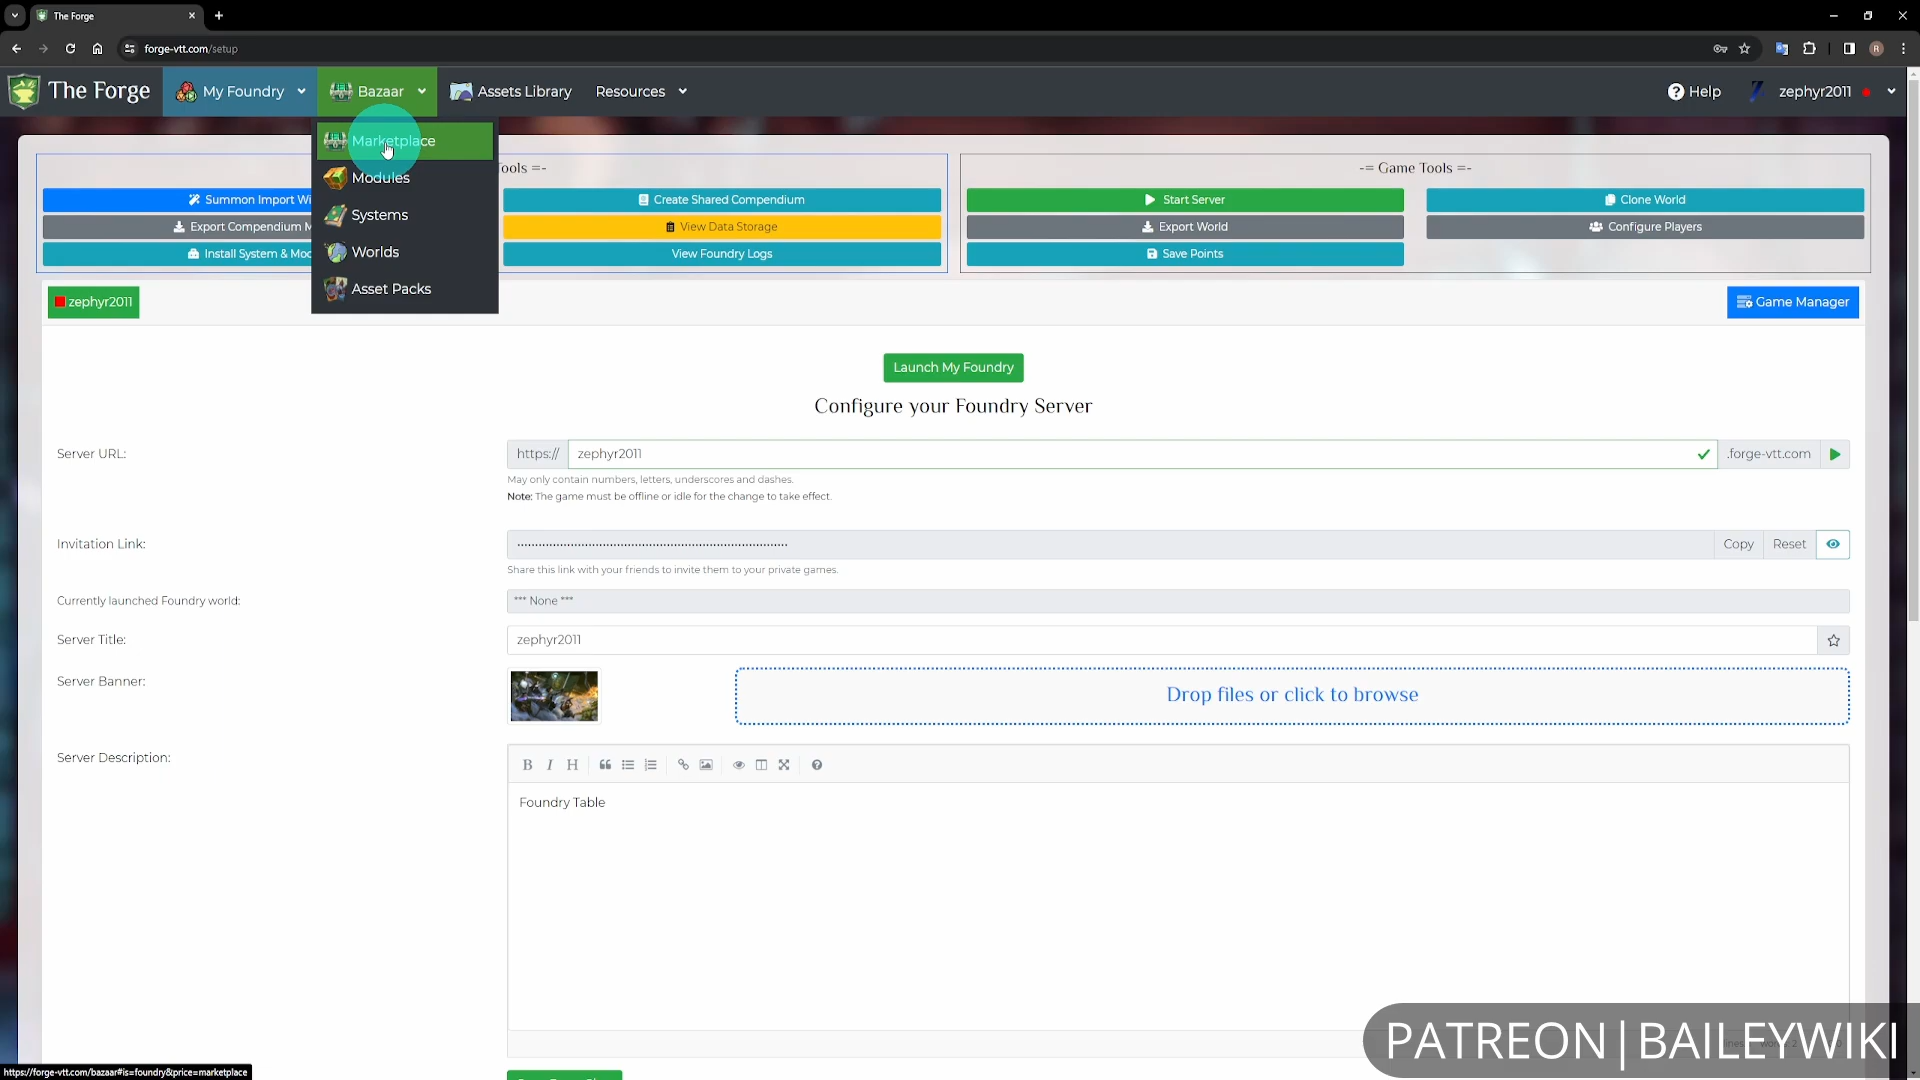 The Forge
forge-vtt.com/setup
The Forge
My Foundry
Bazaar
Assets Library
Resources
Help
zephyr2011
Marketplace
Modules
Systems
Worlds
Asset Packs
ools =-
Summon Import Wi
Create Shared Compendium
Export Compendium M
View Data Storage
Install System & Mod
View Foundry Logs
-= Game Tools =-
Start Server
Clone World
Export World
Configure Players
Save Points
zephyr2011
Game Manager
Launch My Foundry
Configure your Foundry Server
Server URL:
https://
zephyr2011
.forge-vtt.com
May only contain numbers, letters, underscores and dashes.
Note: The game must be offline or idle for the change to take effect.
Invitation Link:
Copy
Reset
Share this link with your friends to invite them to your private games.
Currently launched Foundry world:
*** None ***
Server Title:
zephyr2011
Server Banner:
Drop files or click to browse
Server Description:
B I H
Foundry Table
PATREON|BAILEYWIKI
https://forge-vtt.com/bazaar#is=foundry&price=marketplace